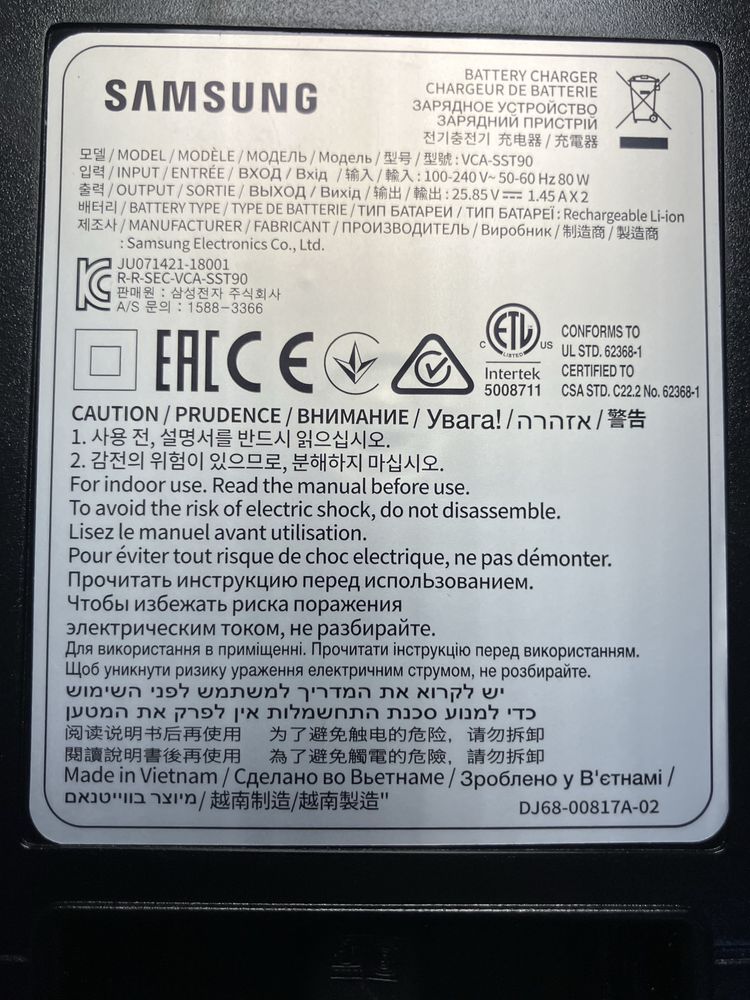 SAMSUNG
BATTERY CHARGER
CHARGEUR DE BATTERIE
ЗАРЯДНОЕ УСТРОЙСТВО
ЗАРЯДНИЙ ПРИСТРІЙ
전기충전기 充电器 / 充電器
모델 / MODEL / MODÈLE / МОДЕЛЬ / Модель / 型号 / 型號 : VCA-SST90
입력 / INPUT / ENTRÉE / ВХОД / Вхід / 输入 / 輸入 : 100-240 V~ 50-60 Hz 80 W
출력 / OUTPUT / SORTIE / ВЫХОД / Вихід / 输出 / 輸出 : 25.85 V⎓ 1.45 A X 2
배터리 / BATTERY TYPE / TYPE DE BATTERIE / ТИП БАТАРЕИ / ТИП БАТАРЕЇ : Rechargeable Li-ion
제조사 / MANUFACTURER / FABRICANT / ПРОИЗВОДИТЕЛЬ / Виробник / 制造商 / 製造商
: Samsung Electronics Co., Ltd.
JU071421-18001
R-R-SEC-VCA-SST90
판매원 : 삼성전자 주식회사
A/S 문의 : 1588-3366
EAC CE
C ETL US
LISTED
Intertek
5008711
CONFORMS TO
UL STD. 62368-1
CERTIFIED TO
CSA STD. C22.2 No. 62368-1
CAUTION / PRUDENCE / ВНИМАНИЕ / Увага! / אזהרה / 警告
1. 사용 전, 설명서를 반드시 읽으십시오.
2. 감전의 위험이 있으므로, 분해하지 마십시오.
For indoor use. Read the manual before use.
To avoid the risk of electric shock, do not disassemble.
Lisez le manuel avant utilisation.
Pour éviter tout risque de choc electrique, ne pas démonter.
Прочитать инструкцию перед использованием.
Чтобы избежать риска поражения
электрическим током, не разбирайте.
Для використання в приміщенні. Прочитати інструкцію перед використанням.
Щоб уникнути ризику ураження електричним струмом, не розбирайте.
יש לקרוא את המדריך למשתמש לפני השימוש
כדי למנוע סכנת התחשמלות אין לפרק את המטען
阅读说明书后再使用 为了避免触电的危险, 请勿拆卸
閱讀說明書後再使用 為了避免觸電的危險, 請勿拆卸
Made in Vietnam / Сделано во Вьетнаме / Зроблено у В'єтнамі /
מיוצר בווייטנאם / 越南制造/越南製造"
DJ68-00817A-02